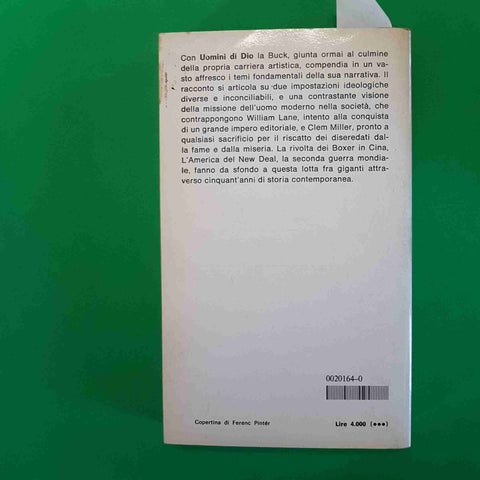 Con Uomini di Dio la Buck, giunta ormai al culmine
della propria carriera artistica, compendia in un va-
sto affresco i temi fondamentali della sua narrativa. Il
racconto si articola su due impostazioni ideologiche
diverse e inconciliabili, e una contrastante visione
della missione dell'uomo moderno nella società, che
contrappongono William Lane, intento alla conquista
di un grande impero editoriale, e Clem Miller, pronto a
qualsiasi sacrificio per il riscatto dei diseredati dal-
la fame e dalla miseria. La rivolta dei Boxer in Cina,
L'America del New Deal, la seconda guerra mondia-
le, fanno da sfondo a questa lotta fra giganti attra-
verso cinquant'anni di storia contemporanea.
0020164-0
Copertina di Ferenc Pintér
Lire 4.000 (●●●)